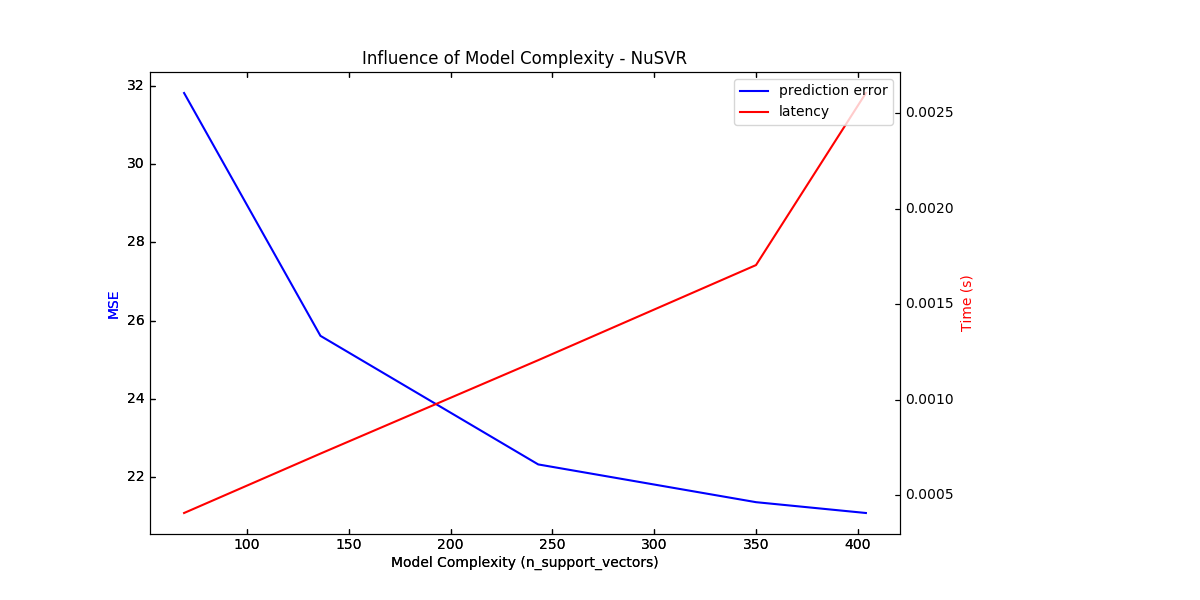 Influence of Model Complexity - NuSVR
prediction error
latency
32
30
28
26
24
22
MSE
0.0025
0.0020
0.0015
0.0010
0.0005
Time (s)
100 150 200 250 300 350 400
Model Complexity (n_support_vectors)